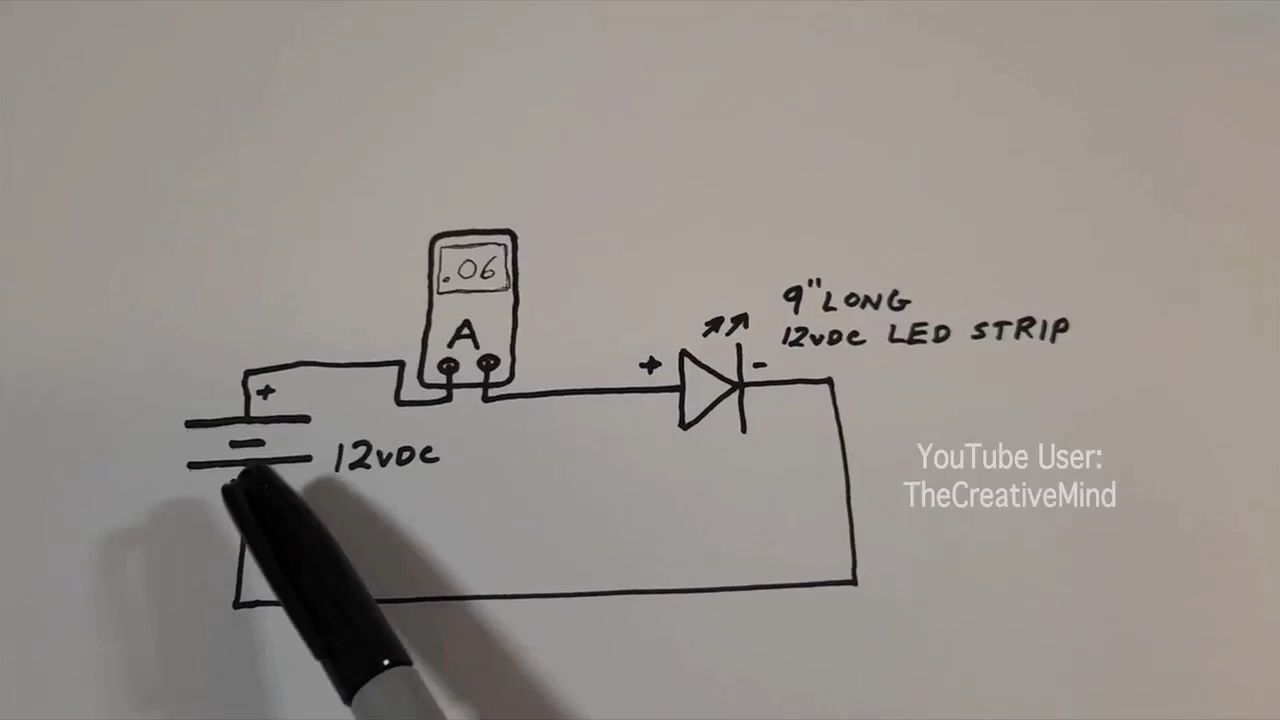 .06
A
9" LONG
12VDC LED STRIP
+
-
+
12VDC
YouTube User:
TheCreativeMind